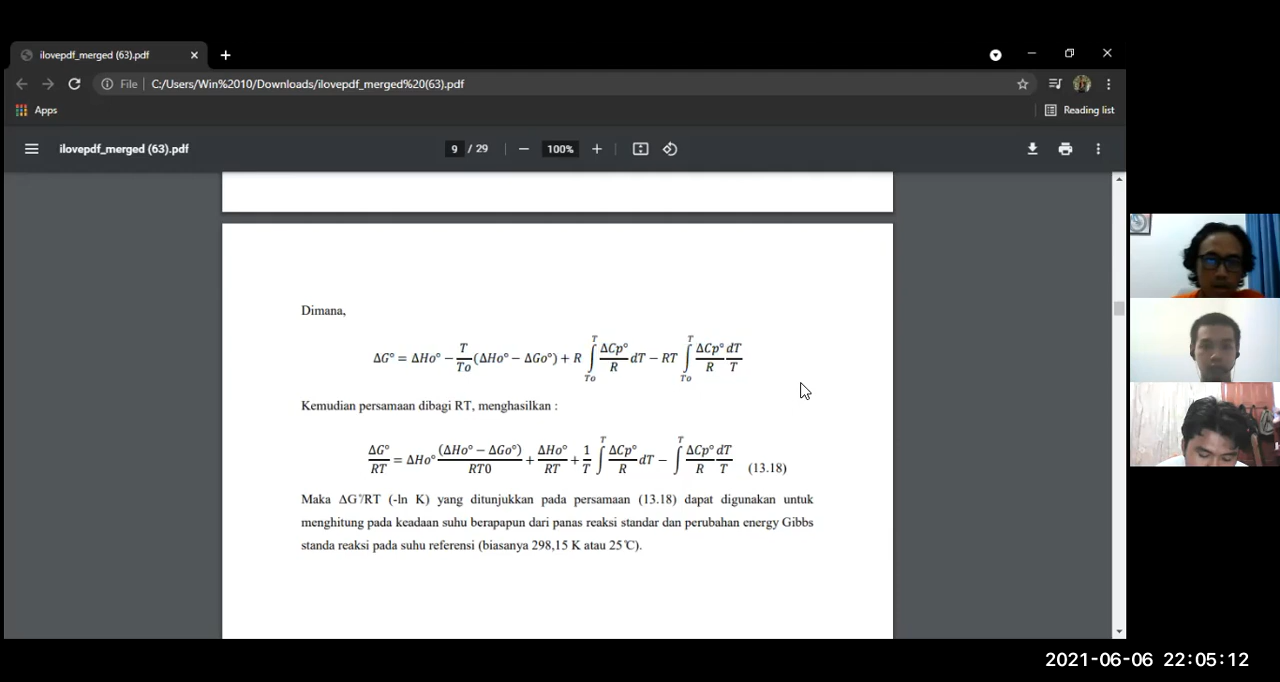 ilovepdf_merged (63).pdf
File C:/Users/Win%2010/Downloads/ilovepdf_merged%20(63).pdf
Apps
Reading list
ilovepdf_merged (63).pdf 9 / 29 − 100% +
Dimana,
ΔG° = ΔHo° − T/To (ΔHo° − ΔGo°) + R ∫_To^T ΔCp°/R dT − RT ∫_To^T ΔCp°/R dT/T
Kemudian persamaan dibagi RT, menghasilkan :
ΔG°/RT = ΔHo° (ΔHo° − ΔGo°)/RT0 + ΔHo°/RT + 1/T ∫^T ΔCp°/R dT − ∫^T ΔCp°/R dT/T (13.18)
Maka ΔG°/RT (-ln K) yang ditunjukkan pada persamaan (13.18) dapat digunakan untuk
menghitung pada keadaan suhu berapapun dari panas reaksi standar dan perubahan energy Gibbs
standa reaksi pada suhu referensi (biasanya 298,15 K atau 25℃).
2021-06-06 22:05:12